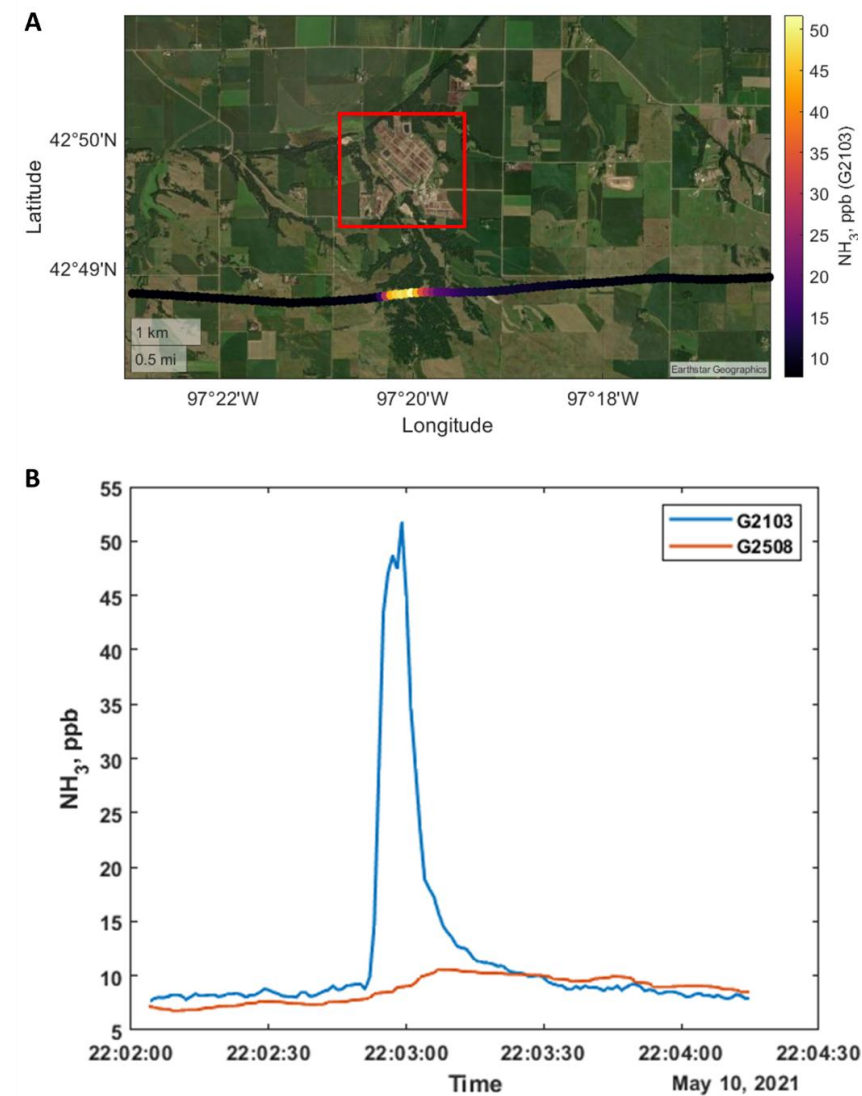 A
42°50'N
42°49'N
Latitude
1 km
0.5 mi
Earthstar Geographics
97°22'W
97°20'W
97°18'W
Longitude
50
45
40
35
30
25
20
15
10
NH3, ppb (G2103)
B
55
50
45
40
35
30
25
20
15
10
5
NH3, ppb
G2103
G2508
22:02:00
22:02:30
22:03:00
22:03:30
22:04:00
22:04:30
Time
May 10, 2021